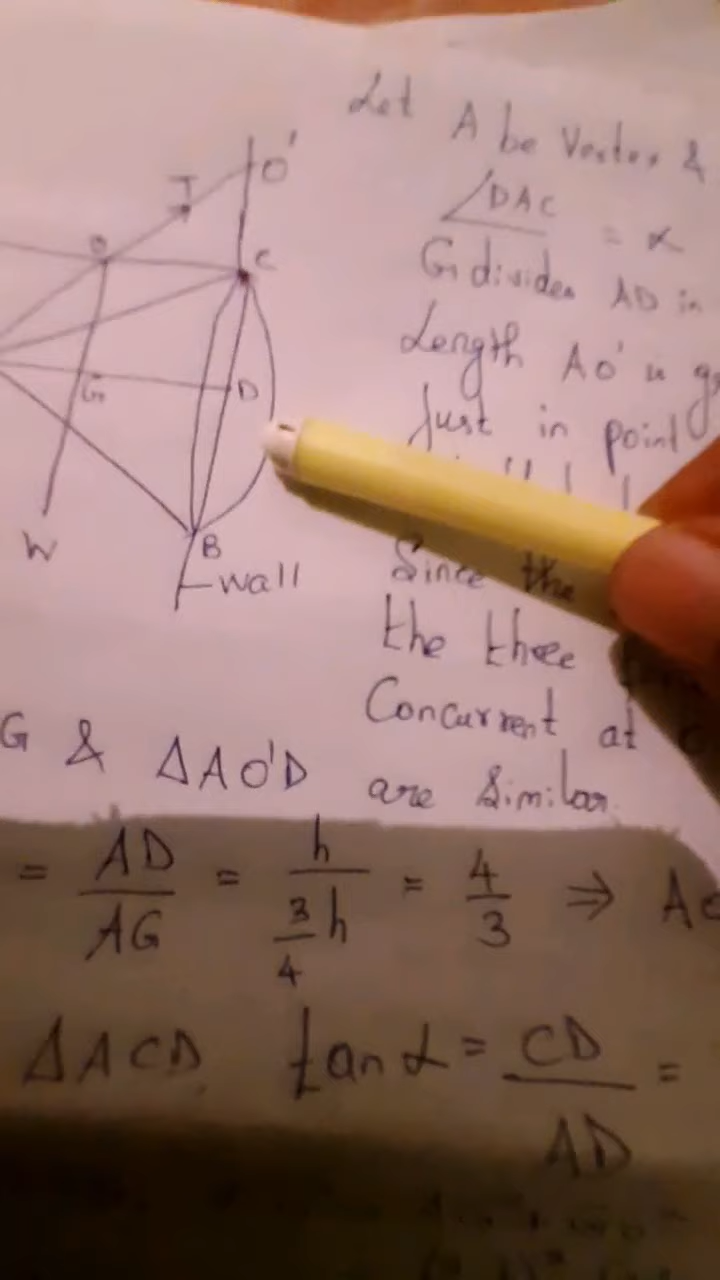 Let A be Vertex &
∠DAC = α
G divides AD in
Length AO' is
Just in point
O'
T
O
C
G
D
W
B
wall
Since the
the three
Concurrent at
G & ΔAO'D are Similar.
= AD/AG = h/(3/4 h) = 4/3 ⇒ AO
ΔACD tan α = CD/AD =